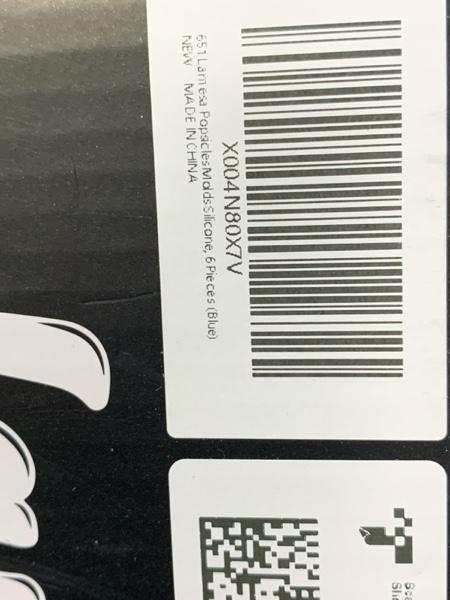 X004N80X7V
651 Lamesa Popsicles Molds Silicone, 6 Pieces (Blue)
NEW MADE IN CHINA